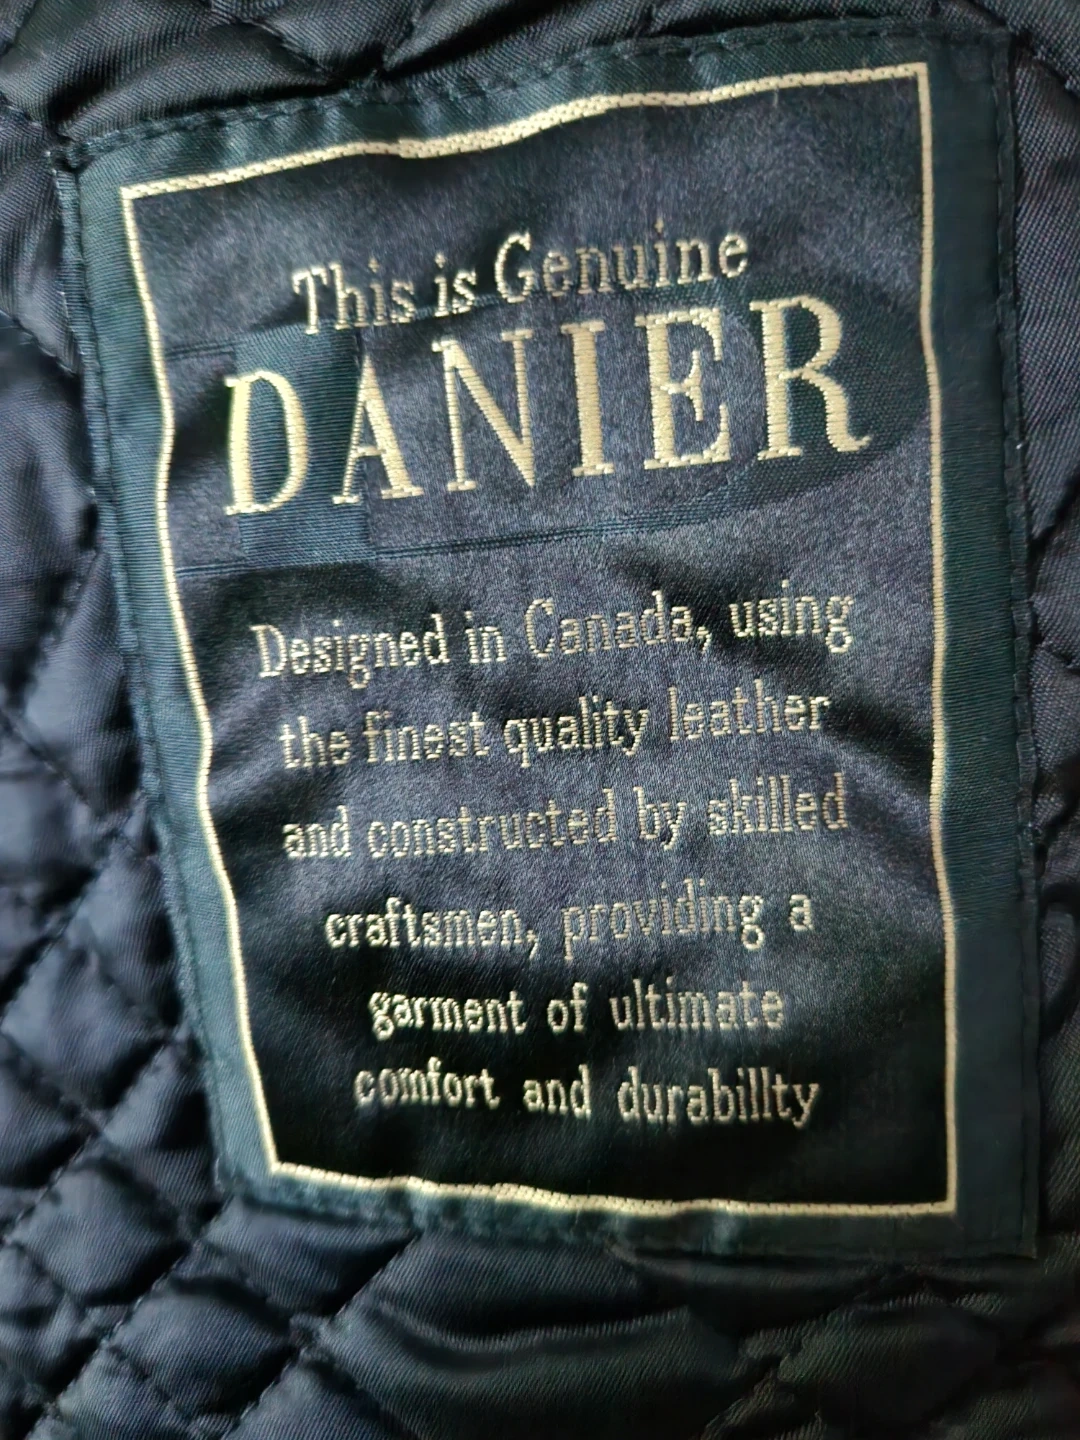 This is Genuine
DANIER
Designed in Canada, using
the finest quality leather
and constructed by skilled
craftsmen, providing a
garment of ultimate
comfort and durabillty